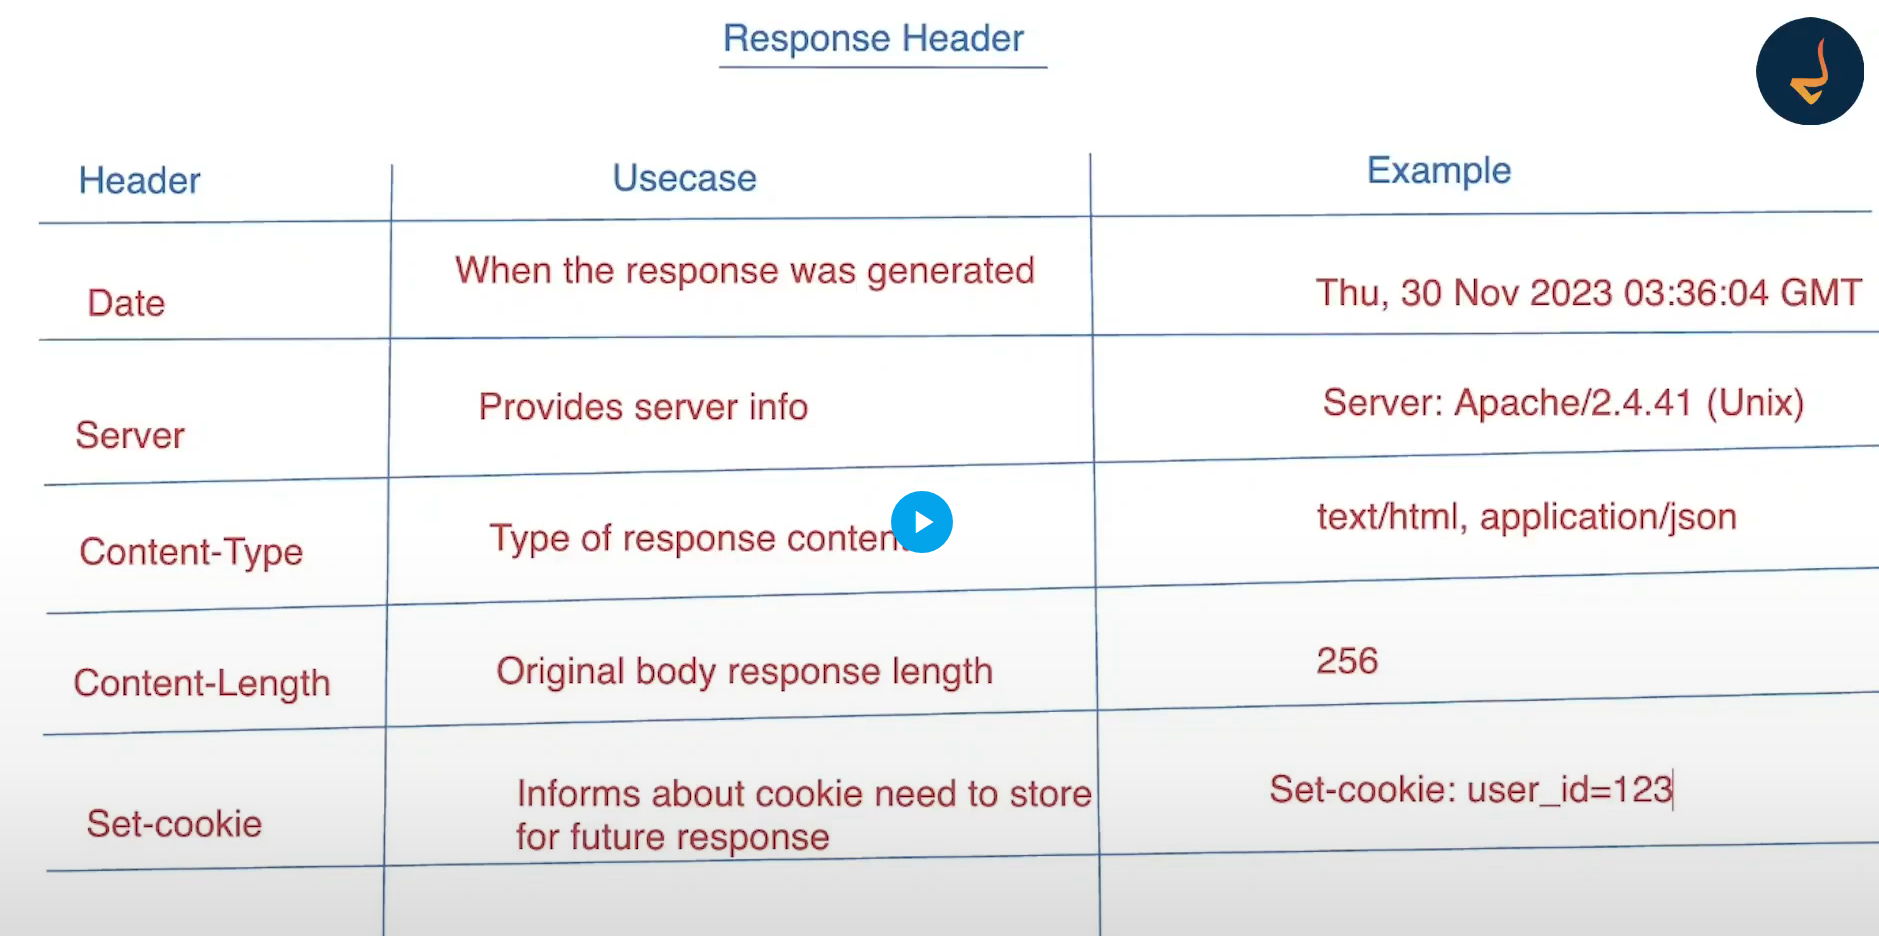 Response Header
Header Usecase Example
Date When the response was generated Thu, 30 Nov 2023 03:36:04 GMT
Server Provides server info Server: Apache/2.4.41 (Unix)
Content-Type Type of response content text/html, application/json
Content-Length Original body response length 256
Set-cookie Informs about cookie need to store Set-cookie: user_id=123
for future response